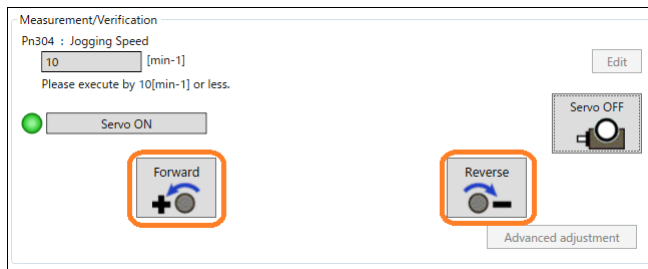 Measurement/Verification
Pn304 : Jogging Speed
10 [min-1]
Edit
Please execute by 10[min-1] or less.
Servo OFF
Servo ON
Forward
Reverse
Advanced adjustment